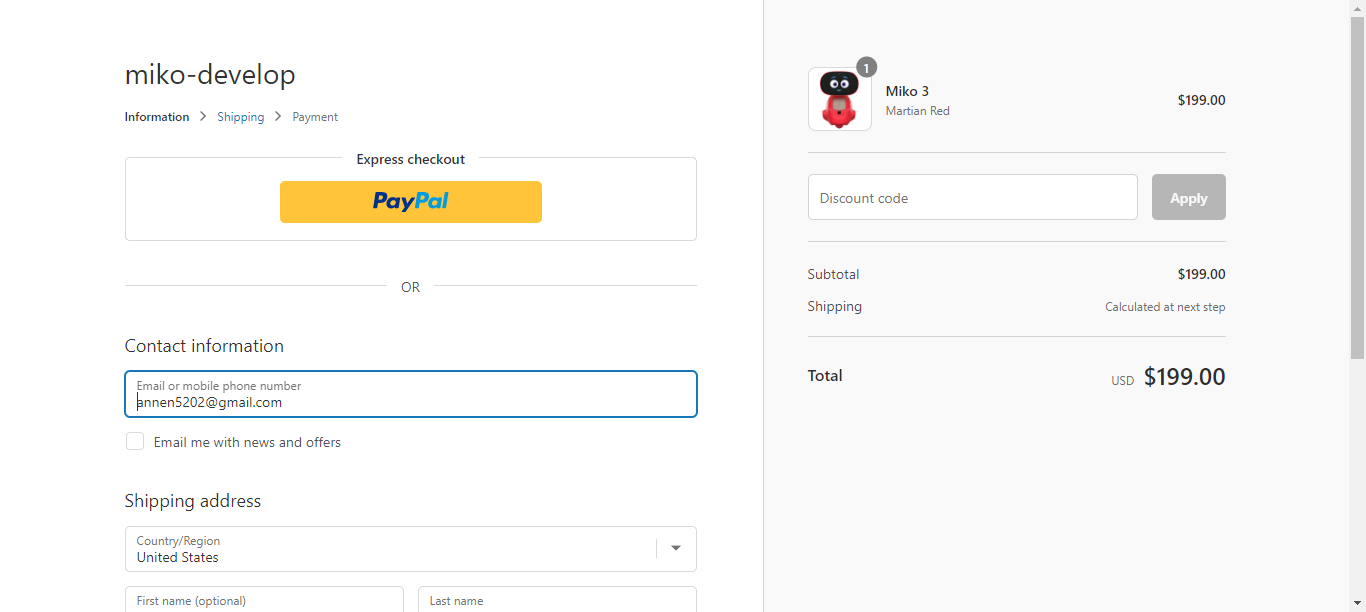 miko-develop
Information > Shipping > Payment
Express checkout
PayPal
OR
Contact information
Email or mobile phone number
annen5202@gmail.com
Email me with news and offers
Shipping address
Country/Region
United States
First name (optional)
Last name
1
Miko 3
Martian Red
$199.00
Discount code
Apply
Subtotal $199.00
Shipping Calculated at next step
Total USD $199.00